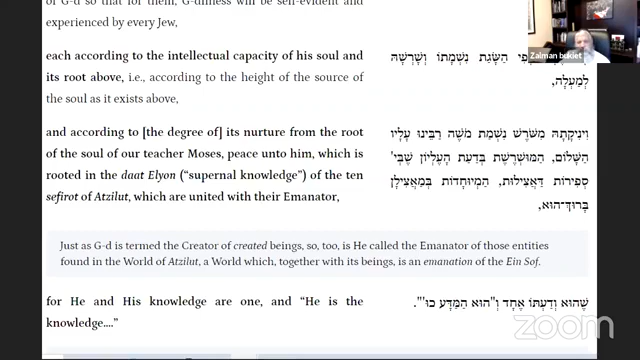 of G-d so that for them, G-dliness will be self-evident and
experienced by every Jew,
each according to the intellectual capacity of his soul and
its root above, i.e., according to the height of the source of
the soul as it exists above,
כְּפִי הַשָּׂגַת נִשְׁמָתוֹ וְשָׁרְשָׁהּ
לְמַעְלָה,
Zalman bukiet
and according to [the degree of] its nurture from the root
of the soul of our teacher Moses, peace unto him, which is
rooted in the daat Elyon (“supernal knowledge”) of the ten
sefirot of Atzilut, which are united with their Emanator,
וִינִיקָתָהּ מִשֹּׁרֶשׁ נִשְׁמַת מֹשֶׁה רַבֵּינוּ עָלָיו
הַשָּׁלוֹם, הַמּוּשְׁרֶשֶׁת בְּדַעַת הָעֶלְיוֹן שֶׁבְּי'
סְפִירוֹת דַּאֲצִילוּת, הַמְיוּחָדוֹת בְּמַאֲצִילָן
בָּרוּךְ־הוּא,
Just as G-d is termed the Creator of created beings, so, too, is He called the Emanator of those entities
found in the World of Atzilut, a World which, together with its beings, is an emanation of the Ein Sof.
for He and His knowledge are one, and “He is the
knowledge....”
שֶׁהוּא וְדַעְתּוֹ אֶחָד וְ"הוּא הַמַּדָּע כוּ'".
zoom